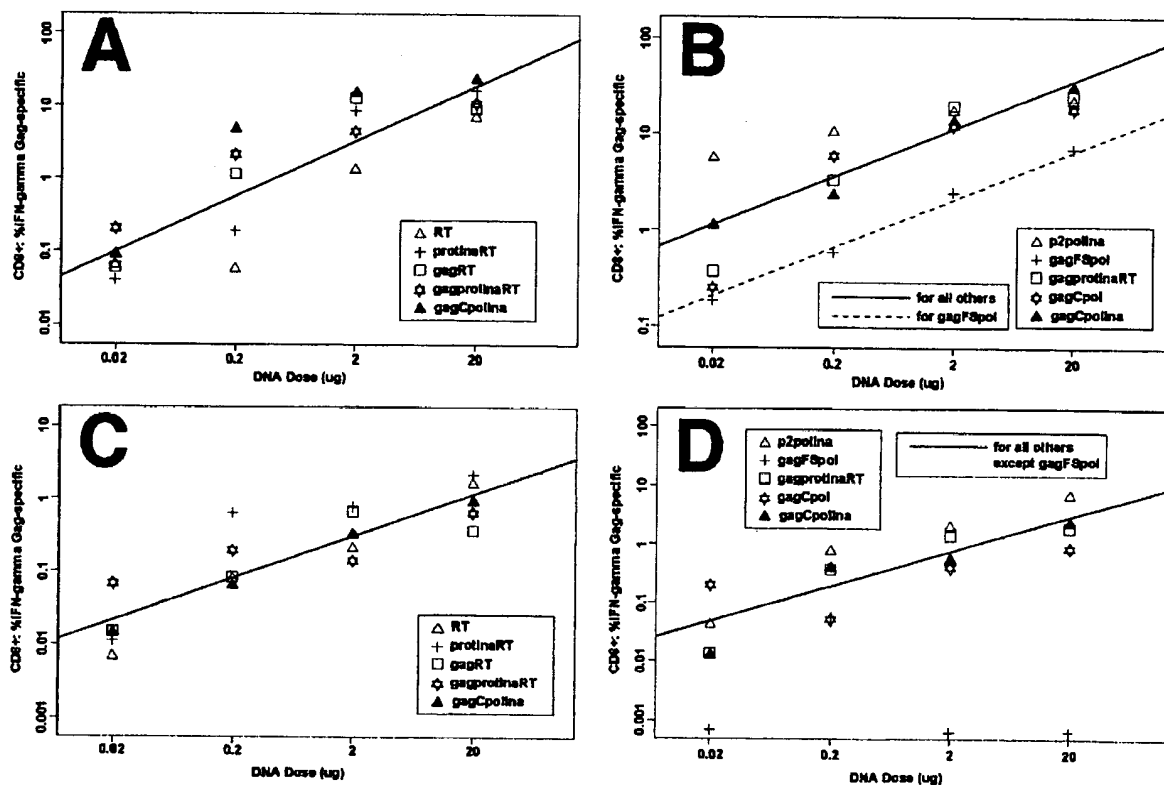 A
CD8+: %IFN-gamma Gag-specific
100
10
1
0.1
0.01
RT
protinaRT
gagRT
gagprotinaRT
gagCpolina
0.02
0.2
2
20
DNA Dose (ug)
B
CD8+: %IFN-gamma Gag-specific
100
10
1
0.1
for all others
for gagFSpol
p2polina
gagFSpol
gagprotinaRT
gagCpol
gagCpolina
0.02
0.2
2
20
DNA Dose (ug)
C
CD8+: %IFN-gamma Gag-specific
10
1
0.1
0.01
0.001
RT
protinaRT
gagRT
gagprotinaRT
gagCpolina
0.02
0.2
2
20
DNA Dose (ug)
D
CD8+: %IFN-gamma Gag-specific
100
10
1
0.1
0.01
0.001
p2polina
gagFSpol
gagprotinaRT
gagCpol
gagCpolina
for all others
except gagFSpol
0.02
0.2
2
20
DNA Dose (ug)